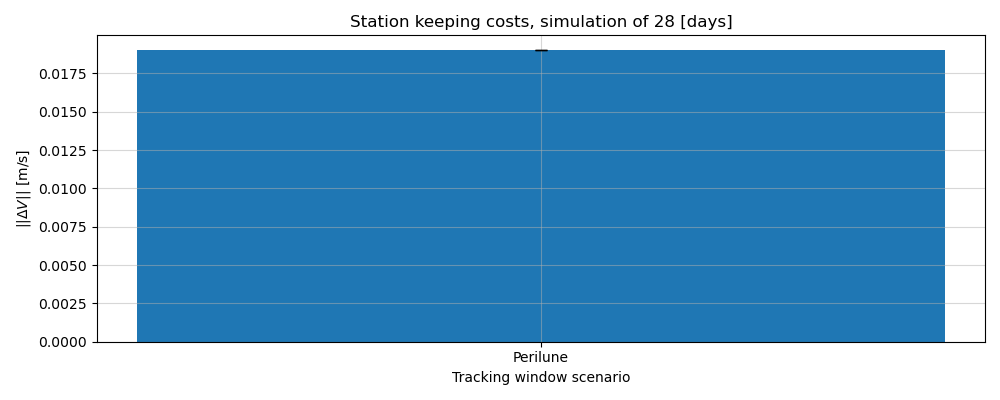 Station keeping costs, simulation of 28 [days]
||ΔV|| [m/s]
0.0175
0.0150
0.0125
0.0100
0.0075
0.0050
0.0025
0.0000
Perilune
Tracking window scenario